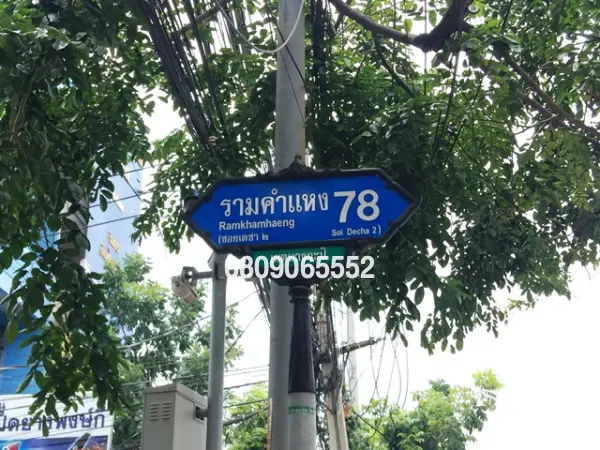 รามคำแหง 78
Ramkhamhaeng
(ซอยเดชา ๒ Soi Decha 2)
0809065552